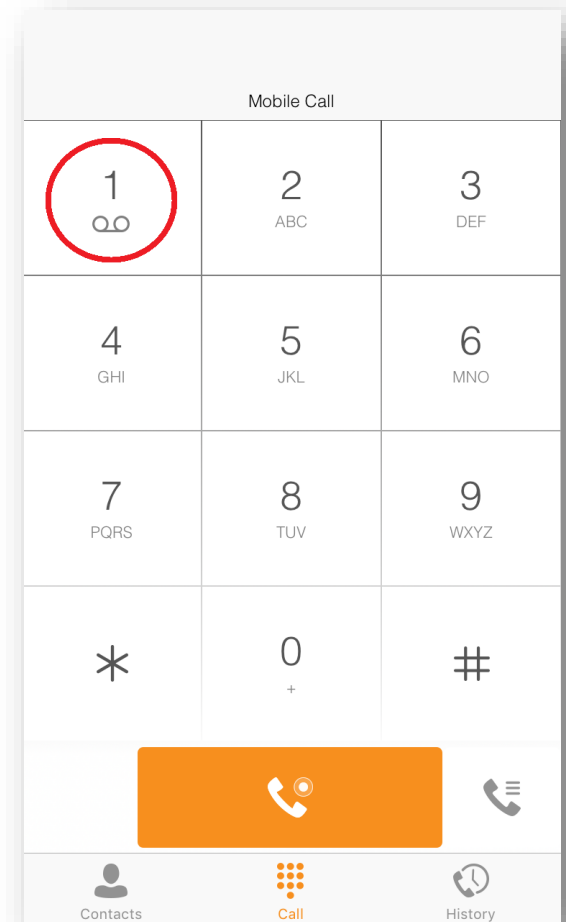 Mobile Call
1 2 3
ABC DEF
4 5 6
GHI JKL MNO
7 8 9
PQRS TUV WXYZ
* 0 #
+
Contacts Call History